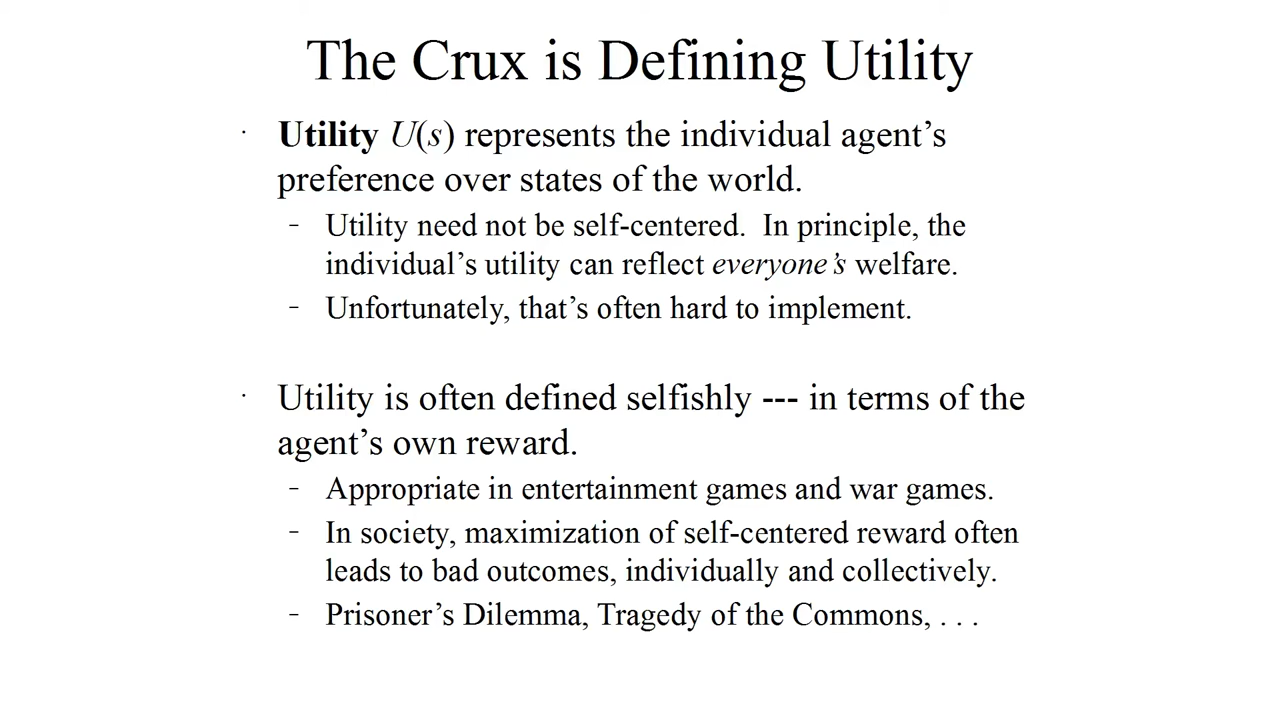 The Crux is Defining Utility
· Utility U(s) represents the individual agent’s
preference over states of the world.
– Utility need not be self-centered. In principle, the
individual’s utility can reflect everyone’s welfare.
– Unfortunately, that’s often hard to implement.
· Utility is often defined selfishly --- in terms of the
agent’s own reward.
– Appropriate in entertainment games and war games.
– In society, maximization of self-centered reward often
leads to bad outcomes, individually and collectively.
– Prisoner’s Dilemma, Tragedy of the Commons, . . .